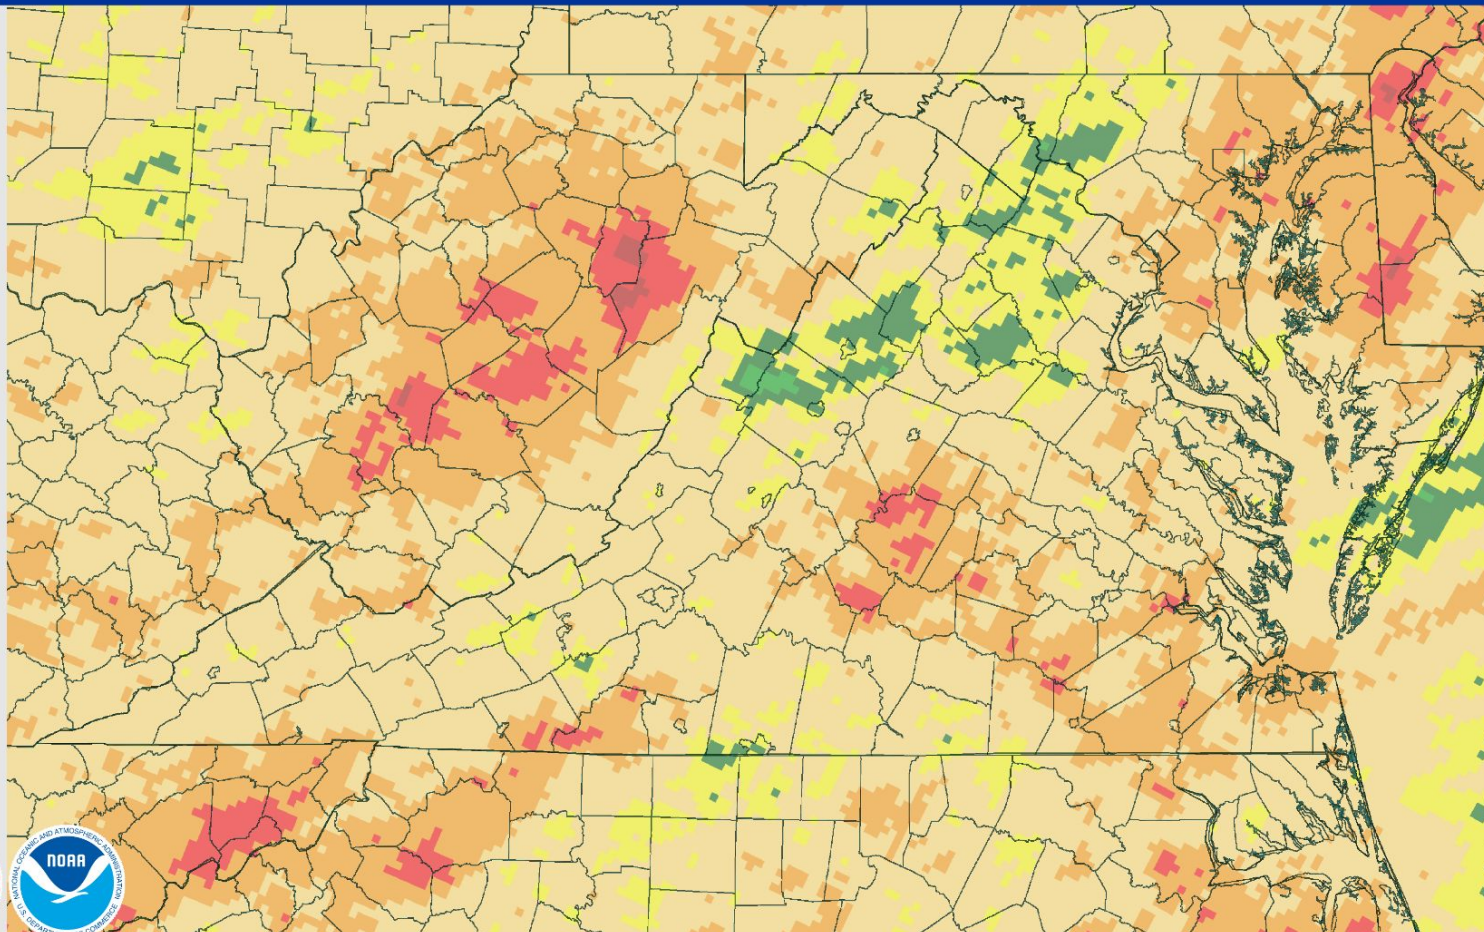 NATIONAL OCEANIC AND ATMOSPHERIC ADMINISTRATION
NOAA
U.S. DEPARTMENT OF COMMERCE